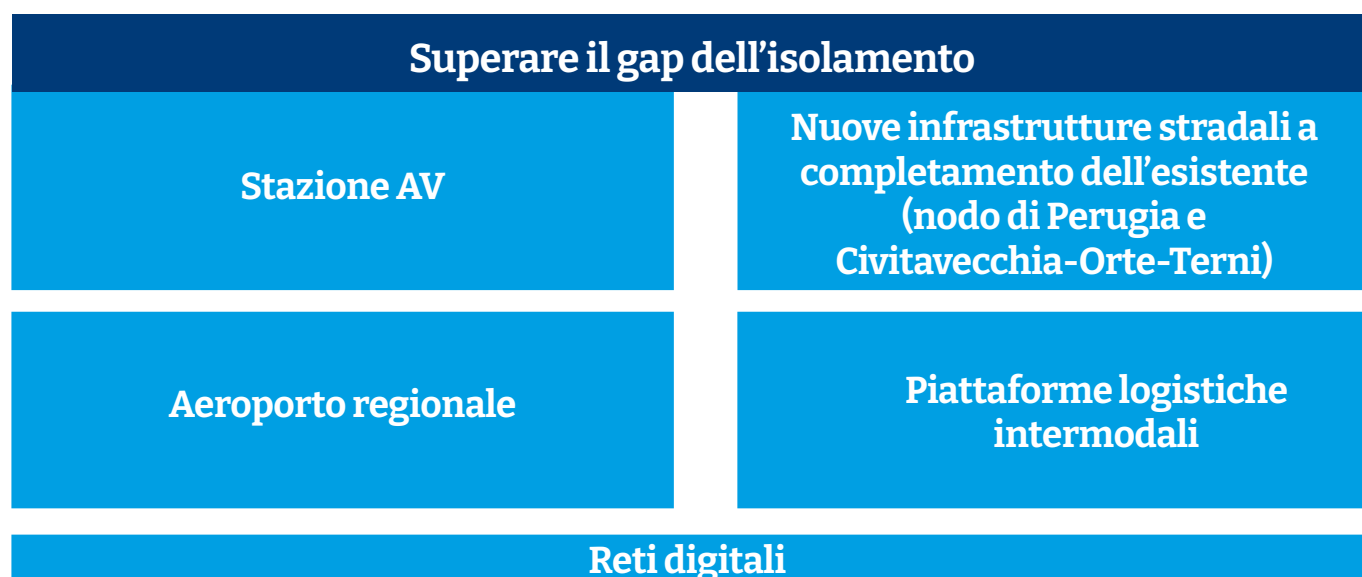 Superare il gap dell’isolamento
Stazione AV
Nuove infrastrutture stradali a
completamento dell’esistente
(nodo di Perugia e
Civitavecchia-Orte-Terni)
Aeroporto regionale
Piattaforme logistiche
intermodali
Reti digitali